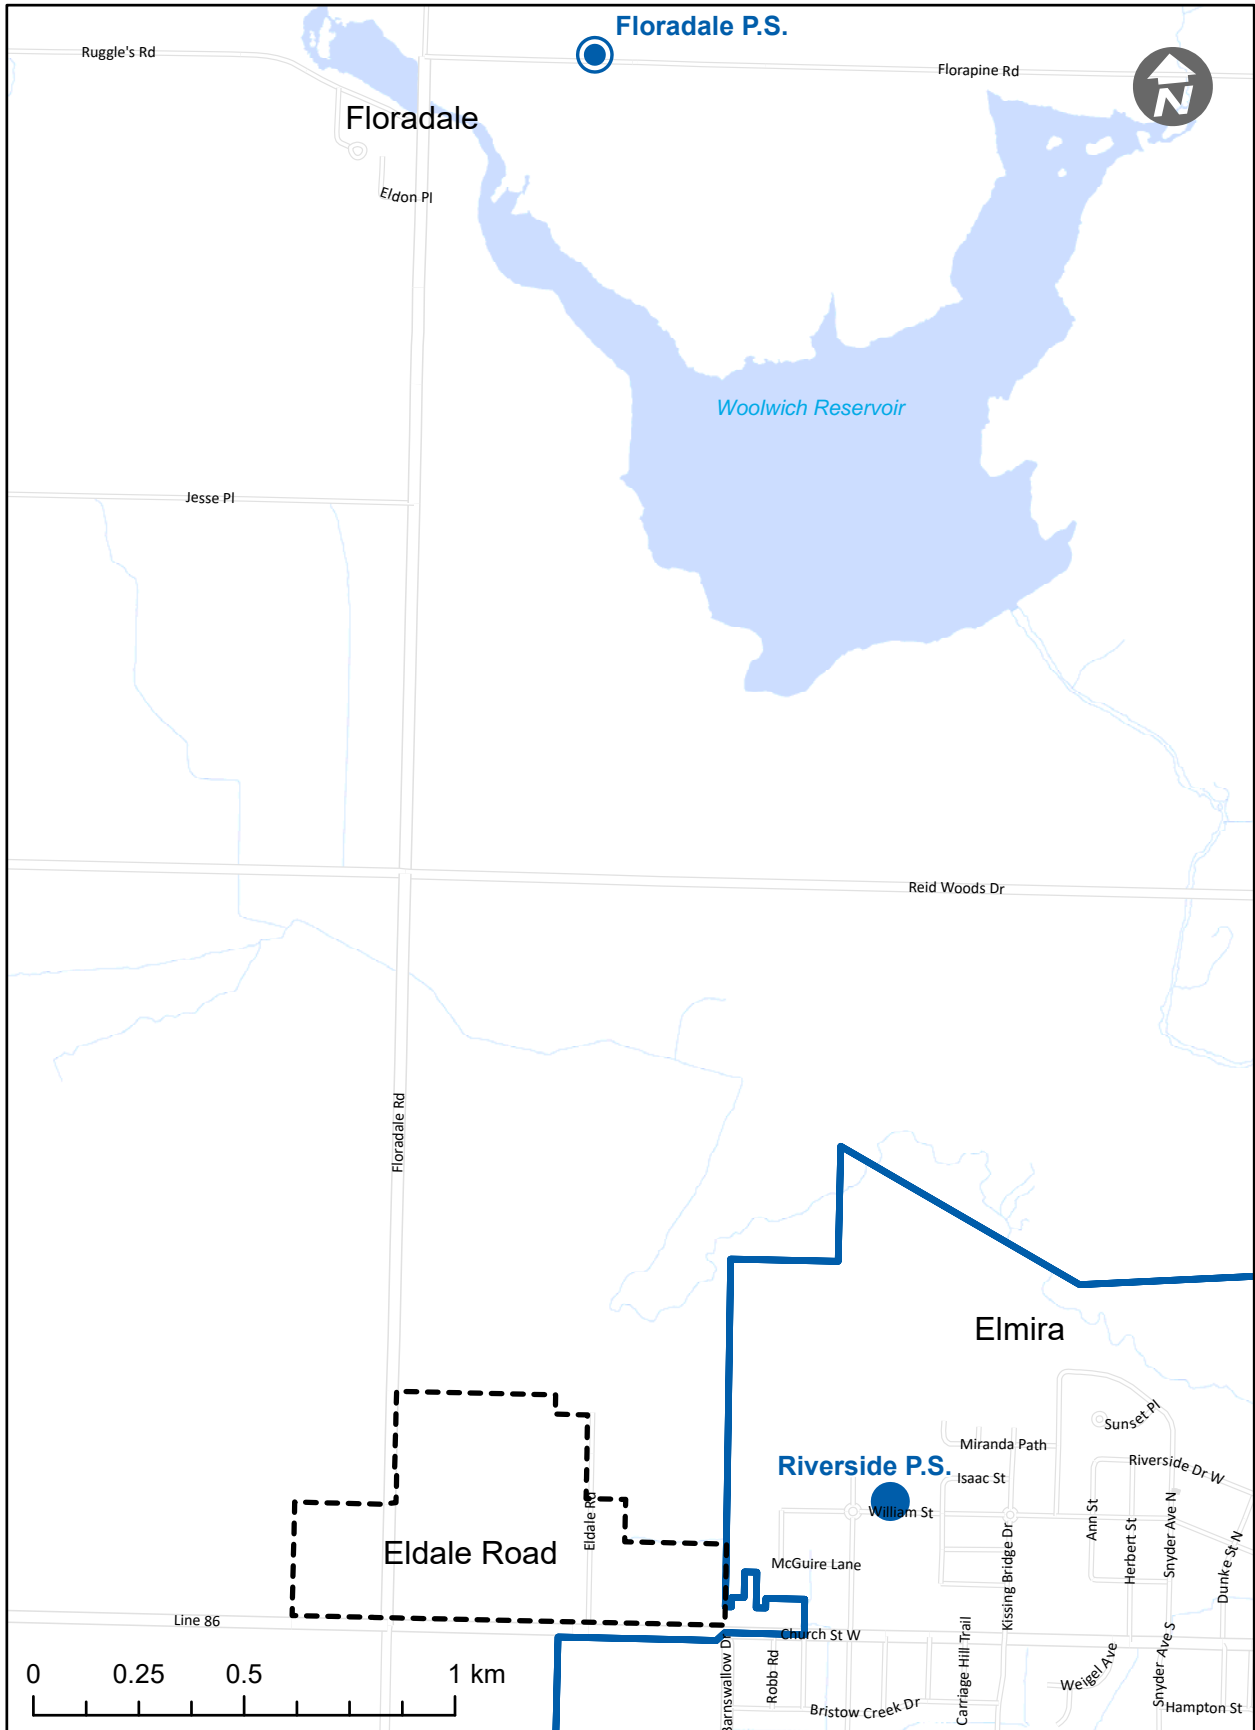 Floradale P.S.
Ruggle's Rd
Florapine Rd
N
Floradale
Eldon Pl
Woolwich Reservoir
Jesse Pl
Reid Woods Dr
Floradale Rd
Elmira
Sunset Pl
Miranda Path
Riverside P.S.
Isaac St
Riverside Dr W
William St
Ann St
Herbert St
Snyder Ave N
Dunke St N
Eldale Rd
Eldale Road
McGuire Lane
Kissing Bridge Dr
Line 86
Church St W
Barnswallow Dr
Robb Rd
Carriage Hill Trail
Weigel Ave
Snyder Ave S
Bristow Creek Dr
Hampton St
0 0.25 0.5 1 km